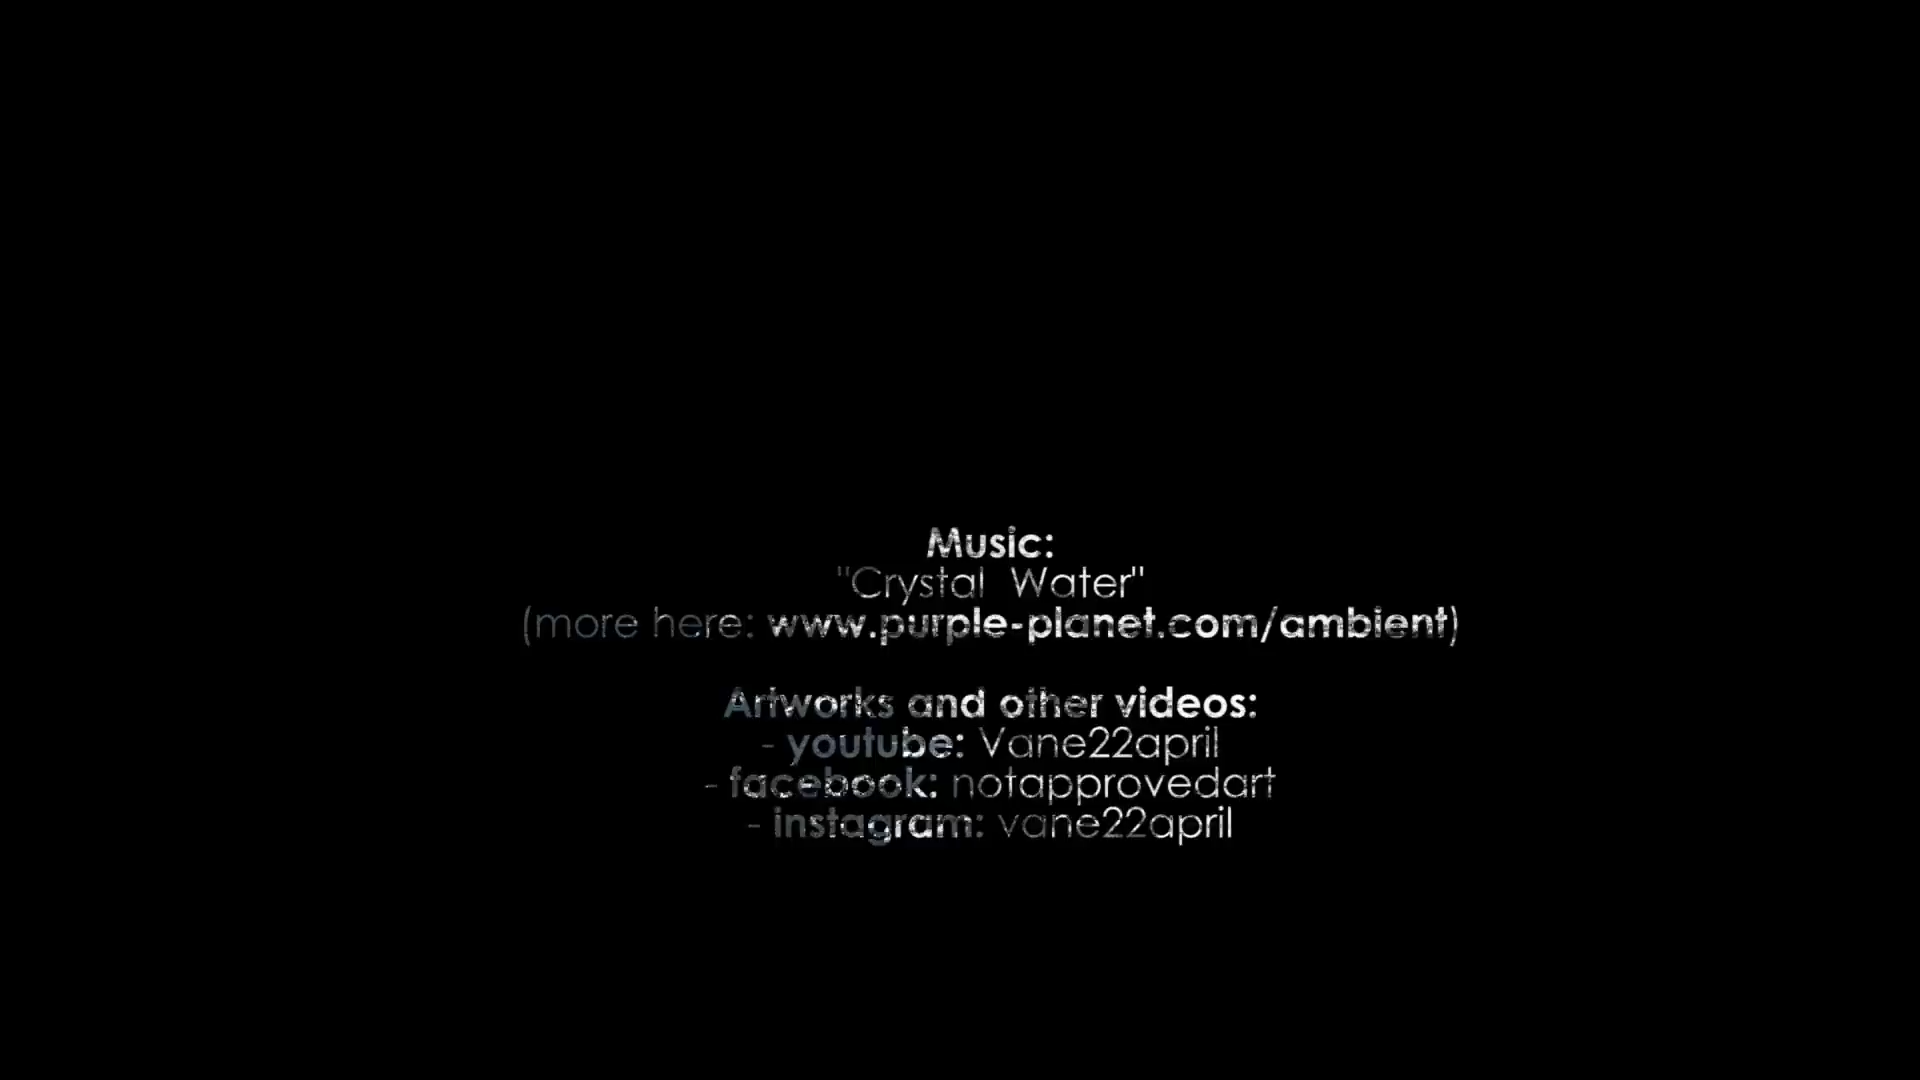 Music:
"Crystal Water"
(more here: www.purple-planet.com/ambient)
Artworks and other videos:
- youtube: Vane22april
- facebook: notapprovedart
- instagram: vane22april